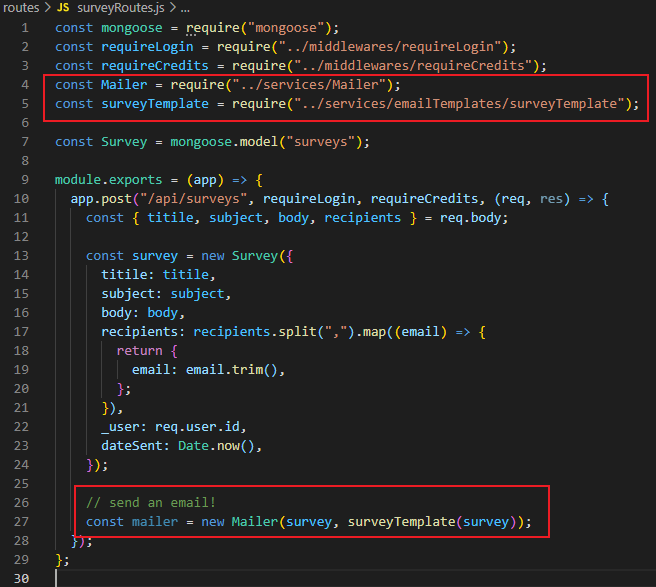 routes > JS surveyRoutes.js > ...
1 const mongoose = require("mongoose");
2 const requireLogin = require("../middlewares/requireLogin");
3 const requireCredits = require("../middlewares/requireCredits");
4 const Mailer = require("../services/Mailer");
5 const surveyTemplate = require("../services/emailTemplates/surveyTemplate");
6
7 const Survey = mongoose.model("surveys");
8
9 module.exports = (app) => {
10 app.post("/api/surveys", requireLogin, requireCredits, (req, res) => {
11 const { titile, subject, body, recipients } = req.body;
12
13 const survey = new Survey({
14 titile: titile,
15 subject: subject,
16 body: body,
17 recipients: recipients.split(",").map((email) => {
18 return {
19 email: email.trim(),
20 };
21 }),
22 _user: req.user.id,
23 dateSent: Date.now(),
24 });
25
26 // send an email!
27 const mailer = new Mailer(survey, surveyTemplate(survey));
28 });
29 };
30